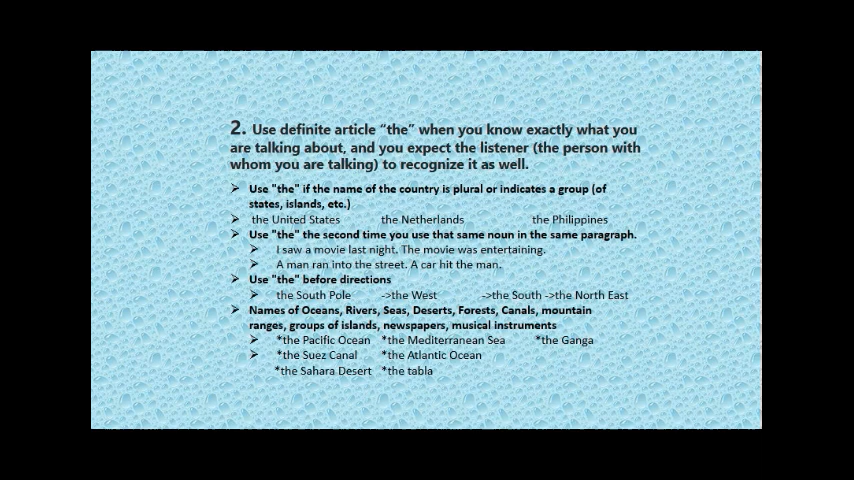 2. Use definite article “the” when you know exactly what you
are talking about, and you expect the listener (the person with
whom you are talking) to recognize it as well.
➢ Use "the" if the name of the country is plural or indicates a group (of
states, islands, etc.)
➢ the United States the Netherlands the Philippines
➢ Use "the" the second time you use that same noun in the same paragraph.
➢ I saw a movie last night. The movie was entertaining.
➢ A man ran into the street. A car hit the man.
➢ Use "the" before directions
➢ the South Pole ->the West ->the South ->the North East
➢ Names of Oceans, Rivers, Seas, Deserts, Forests, Canals, mountain
ranges, groups of islands, newspapers, musical instruments
➢ *the Pacific Ocean *the Mediterranean Sea *the Ganga
➢ *the Suez Canal *the Atlantic Ocean
*the Sahara Desert *the tabla